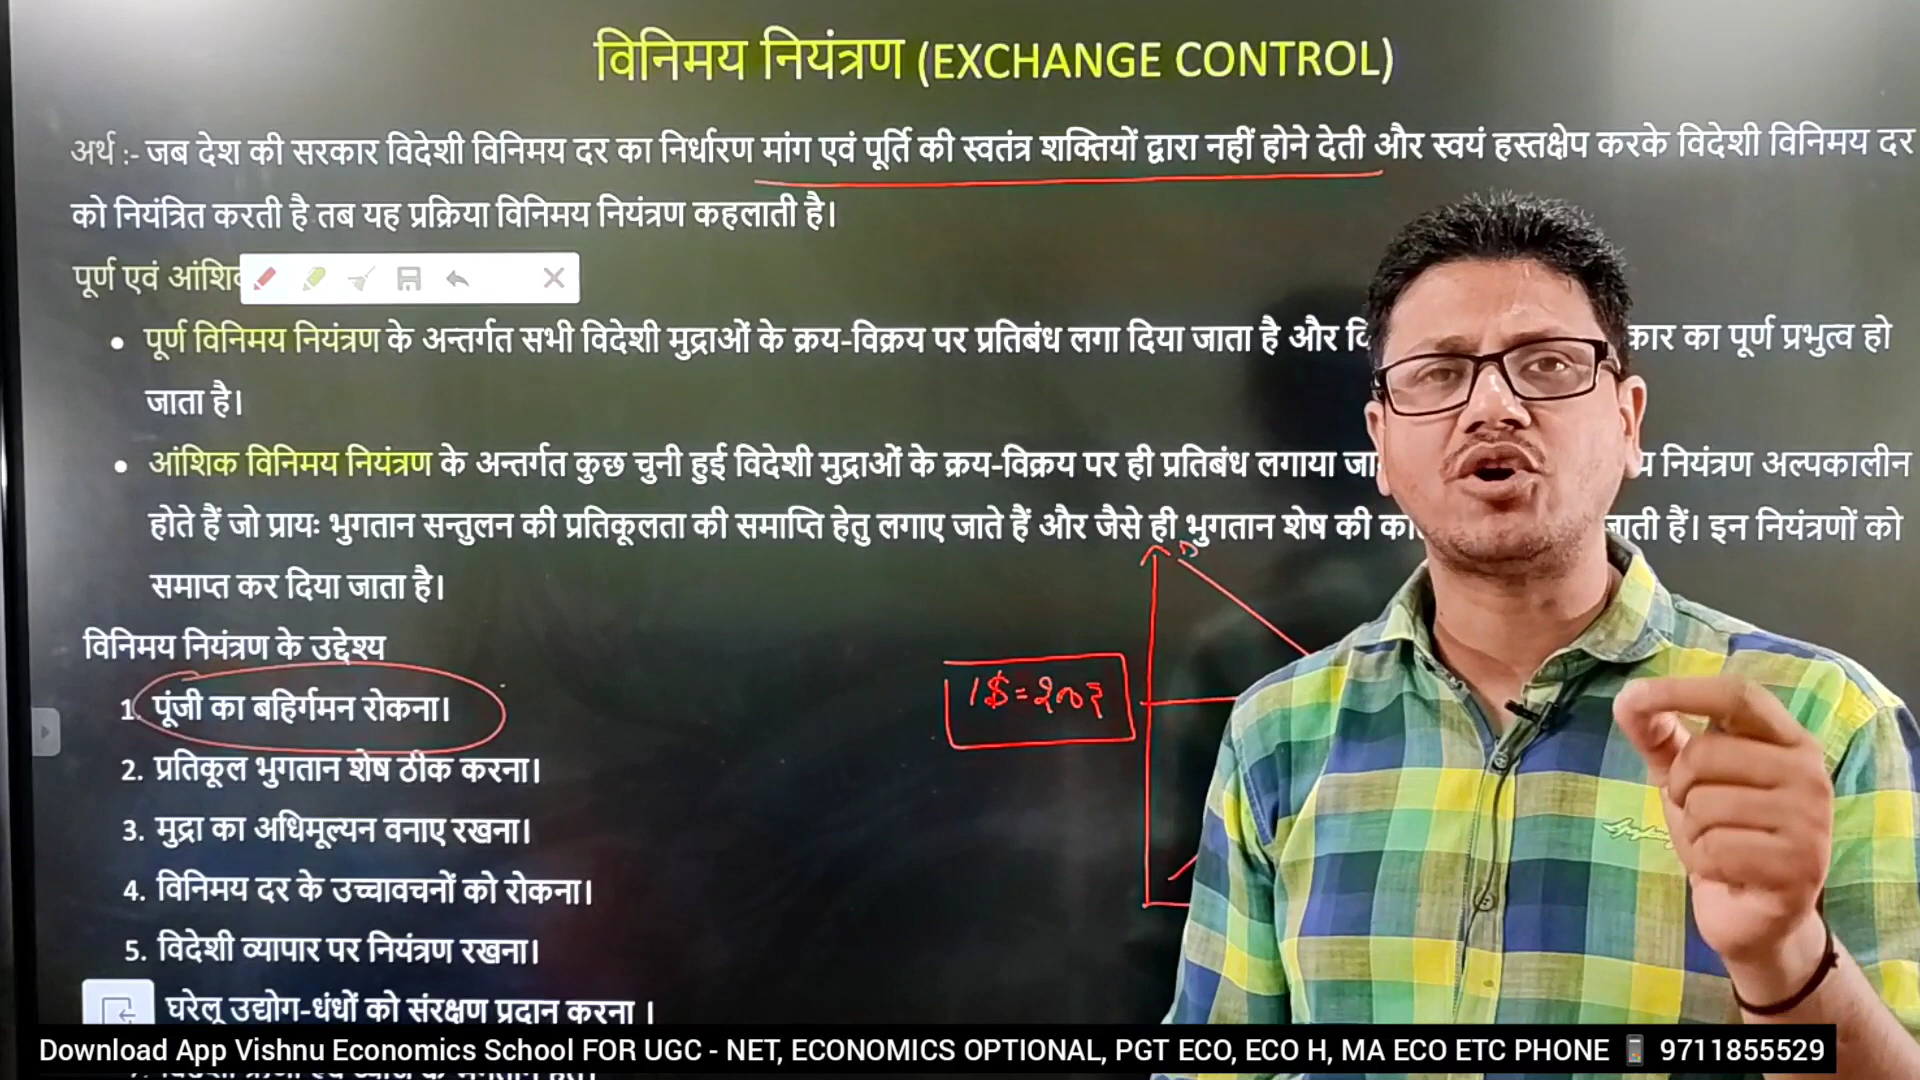 विनिमय नियंत्रण (EXCHANGE CONTROL)
अर्थ :- जब देश की सरकार विदेशी विनिमय दर का निर्धारण मांग एवं पूर्ति की स्वतंत्र शक्तियों द्वारा नहीं होने देती और स्वयं हस्तक्षेप करके विदेशी विनिमय दर
को नियंत्रित करती है तब यह प्रक्रिया विनिमय नियंत्रण कहलाती है।
पूर्ण एवं
पूर्ण विनिमय नियंत्रण के अन्तर्गत सभी विदेशी मुद्राओं के क्रय-विक्रय पर प्रतिबंध लगा दिया जाता है और का पूर्ण प्रभुत्व हो
जाता है।
आंशिक विनिमय नियंत्रण के अन्तर्गत कुछ चुनी हुई विदेशी मुद्राओं के क्रय-विक्रय पर ही प्रतिबंध लगाया नियंत्रण अल्पकालीन
होते हैं जो प्रायः भुगतान सन्तुलन की प्रतिकूलता की समाप्ति हेतु लगाए जाते हैं और जैसे ही भुगतान शेष की हैं। इन नियंत्रणों को
समाप्त कर दिया जाता है।
D
विनिमय नियंत्रण के उद्देश्य
1. पूंजी का बहिर्गमन रोकना।
1$=200₹
2. प्रतिकूल भुगतान शेष ठीक करना।
3. मुद्रा का अधिमूल्यन वनाए रखना।
4. विनिमय दर के उच्चावचनों को रोकना।
5. विदेशी व्यापार पर नियंत्रण रखना।
घरेलू उद्योग-धंधों को संरक्षण प्रदान करना ।
Download App Vishnu Economics School FOR UGC - NET, ECONOMICS OPTIONAL, PGT ECO, ECO H, MA ECO ETC PHONE 📱 9711855529